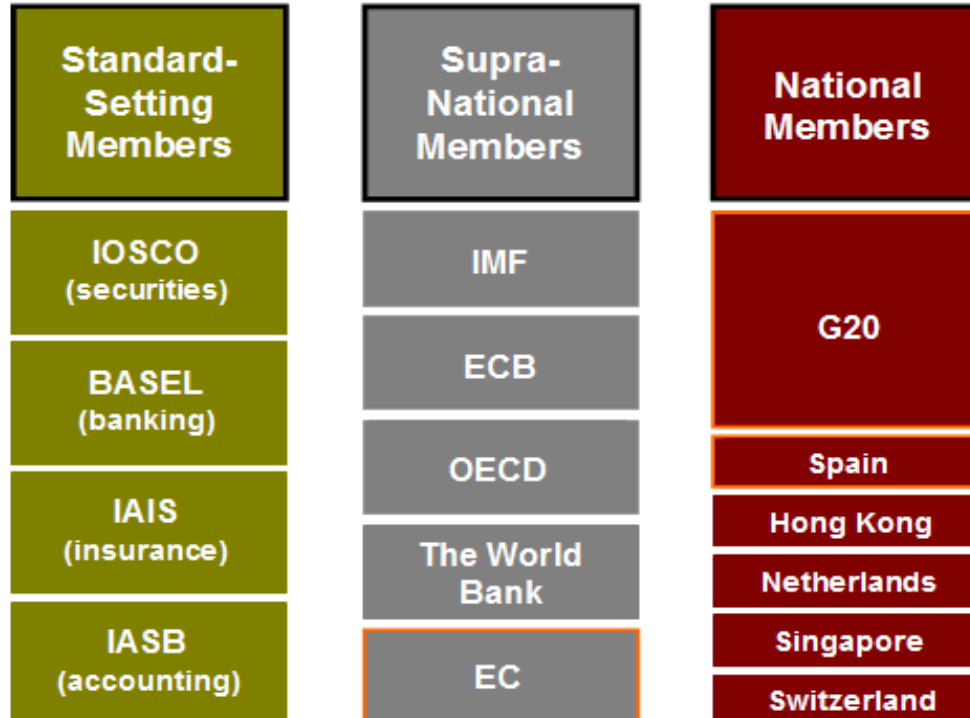 Standard-
Setting
Members
IOSCO
(securities)
BASEL
(banking)
IAIS
(insurance)
IASB
(accounting)
Supra-
National
Members
IMF
ECB
OECD
The World
Bank
EC
National
Members
G20
Spain
Hong Kong
Netherlands
Singapore
Switzerland